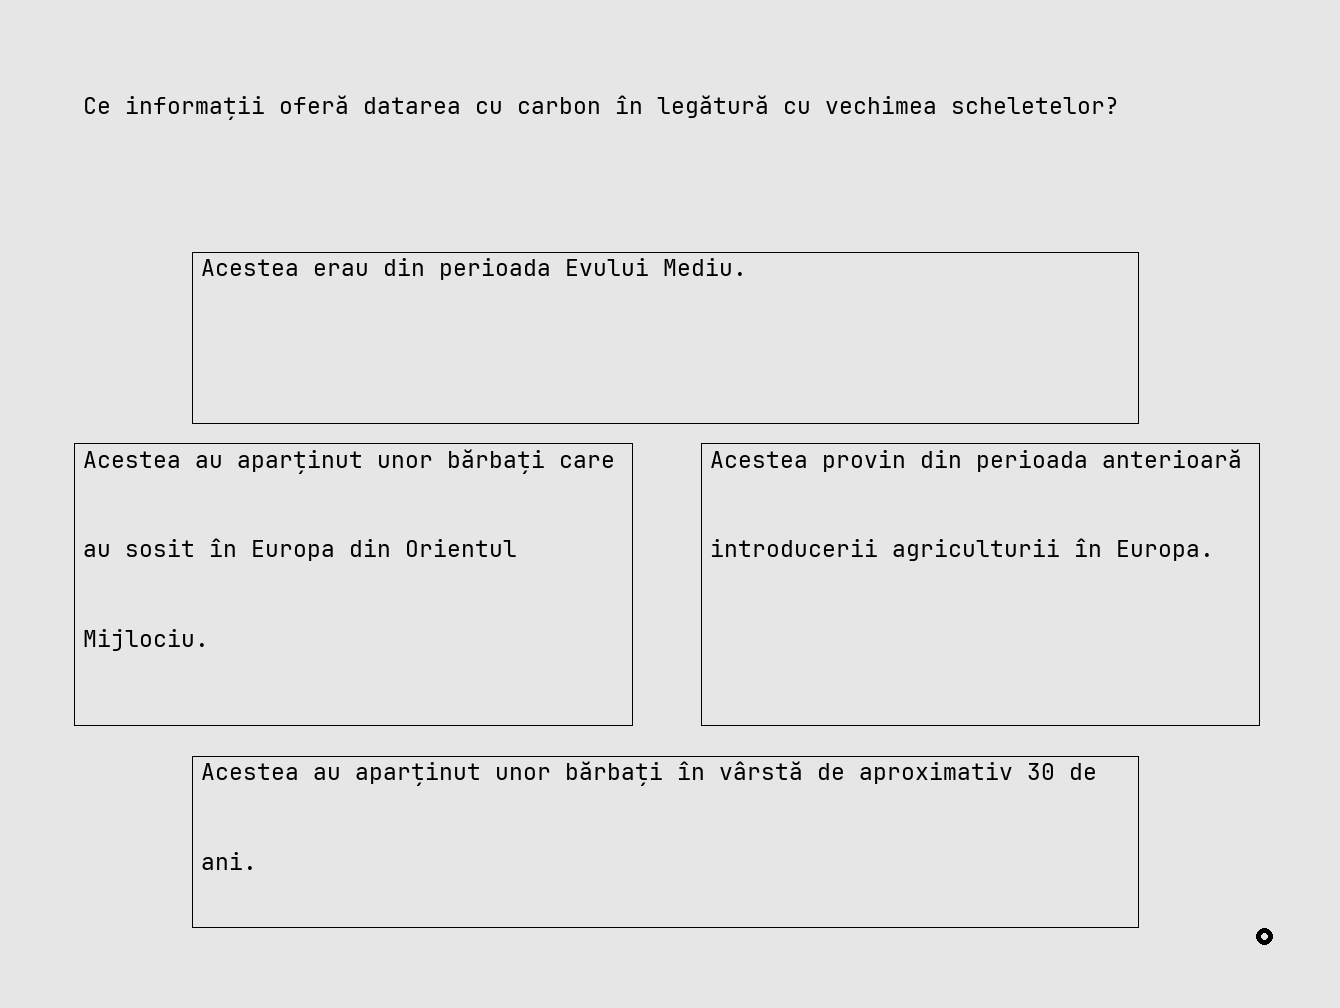 Ce informații oferă datarea cu carbon în legătură cu vechimea scheletelor?
Acestea erau din perioada Evului Mediu.
Acestea au aparținut unor bărbați care
au sosit în Europa din Orientul
Mijlociu.
Acestea provin din perioada anterioară
introducerii agriculturii în Europa.
Acestea au aparținut unor bărbați în vârstă de aproximativ 30 de
ani.